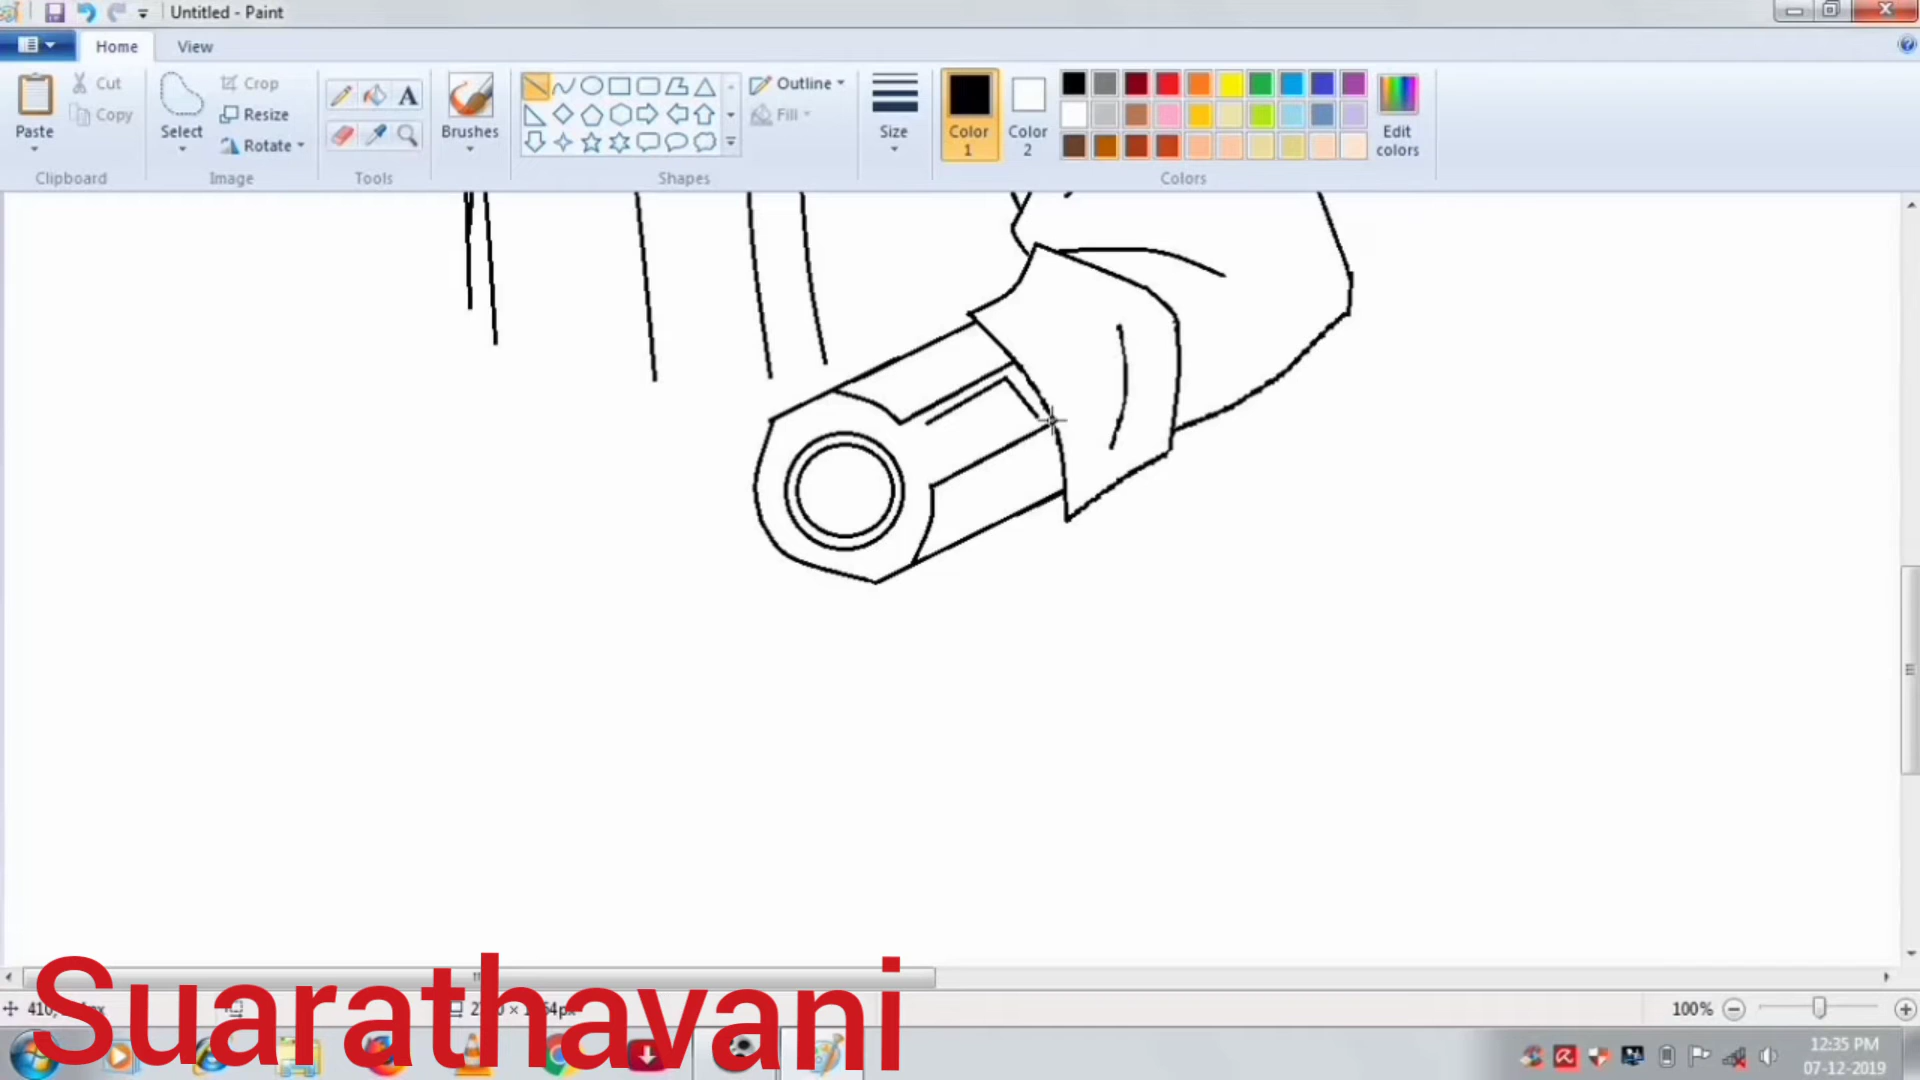 Untitled - Paint
Home View
Cut
Copy
Paste
Clipboard
Select
Crop
Resize
Rotate
Image
A
Tools
Brushes
Outline
Fill
Shapes
Size
Color 1
Color 2
Edit colors
Colors
100%
Suarathavani
12:35 PM
07-12-2019